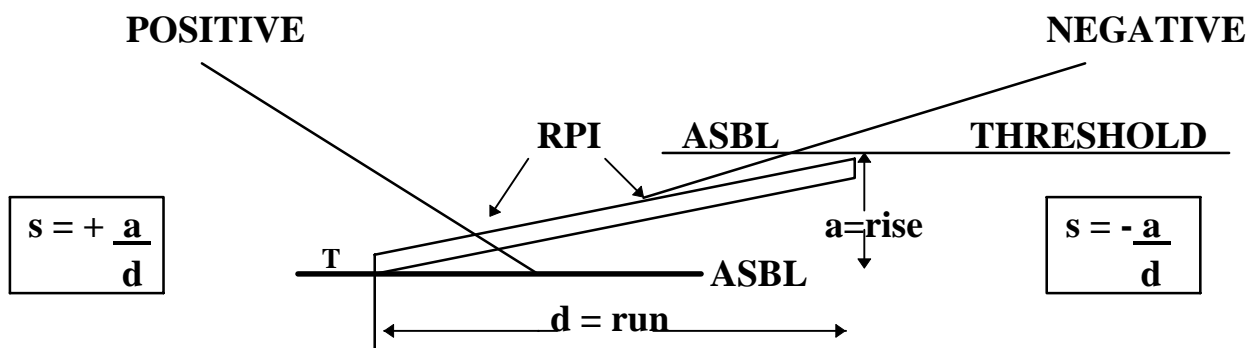 POSITIVE NEGATIVE
RPI ASBL THRESHOLD
s = + a
d
a=rise
s = - a
d
T
ASBL
d = run